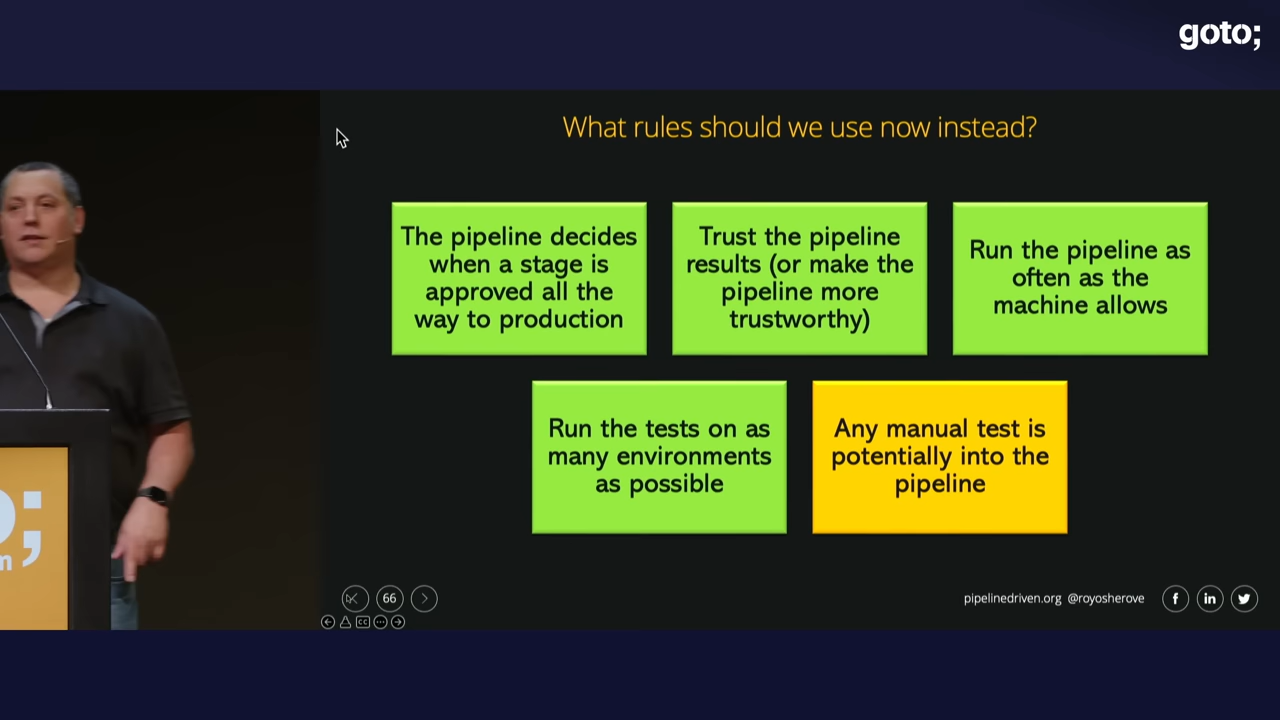 goto;
What rules should we use now instead?
The pipeline decides
when a stage is
approved all the
way to production
Trust the pipeline
results (or make the
pipeline more
trustworthy)
Run the pipeline as
often as the
machine allows
Run the tests on as
many environments
as possible
Any manual test is
potentially into the
pipeline
66
pipelinedriven.org @royosherove